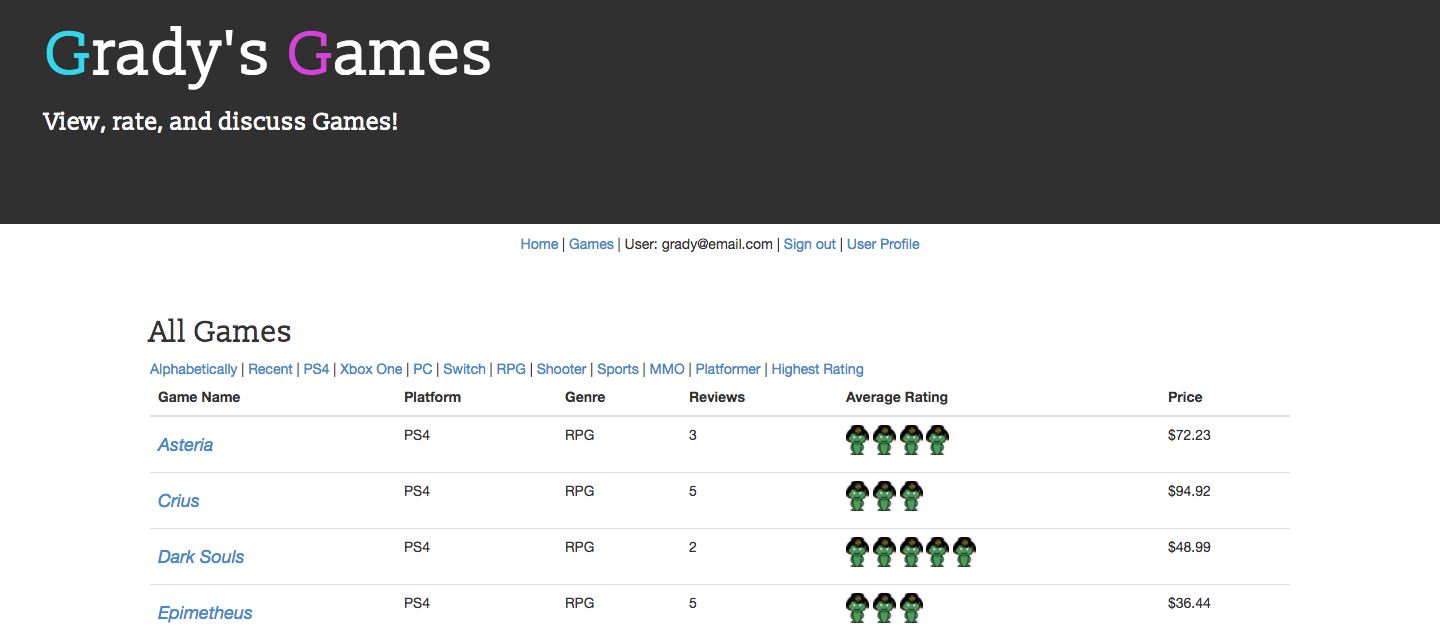 Grady's Games
View, rate, and discuss Games!
Home | Games | User: grady@email.com | Sign out | User Profile
All Games
Alphabetically | Recent | PS4 | Xbox One | PC | Switch | RPG | Shooter | Sports | MMO | Platformer | Highest Rating
Game Name Platform Genre Reviews Average Rating Price
Asteria PS4 RPG 3 $72.23
Crius PS4 RPG 5 $94.92
Dark Souls PS4 RPG 2 $48.99
Epimetheus PS4 RPG 5 $36.44